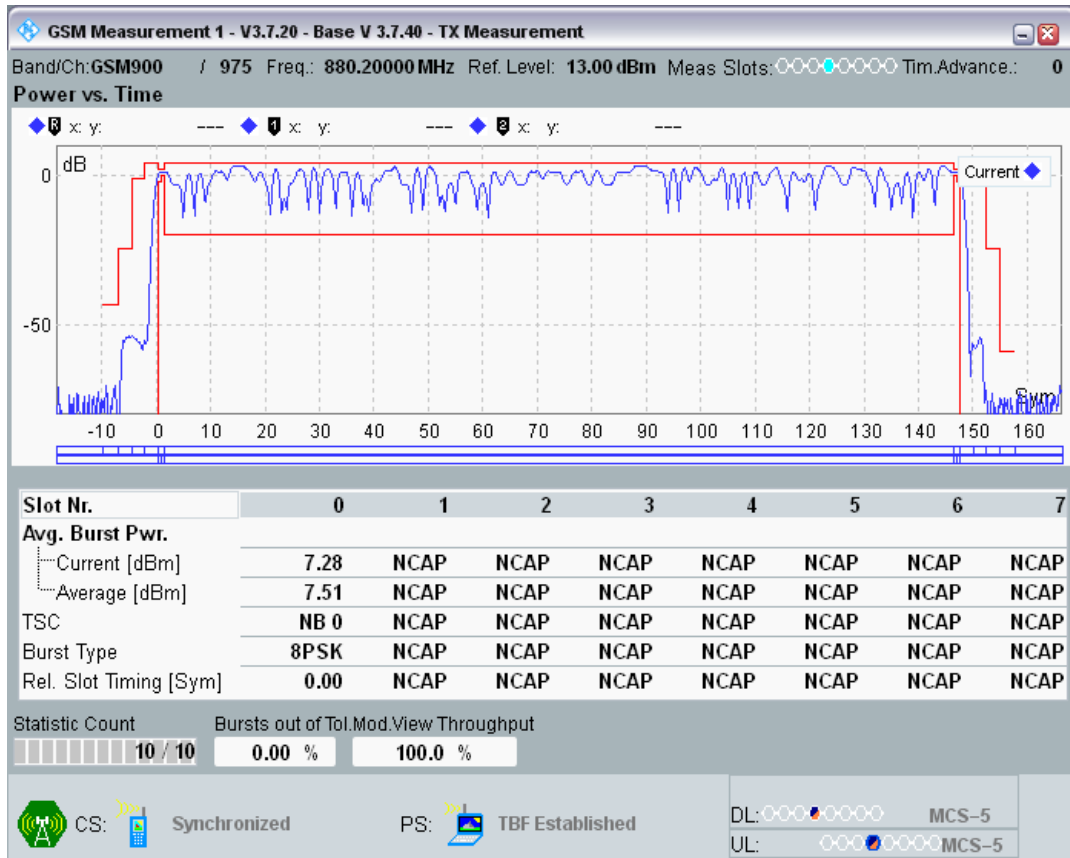 GSM Measurement 1 - V3.7.20 - Base V 3.7.40 - TX Measurement
Band/Ch:GSM900 / 975 Freq.: 880.20000 MHz Ref. Level: 13.00 dBm Meas Slots: Tim.Advance.: 0
Power vs. Time
R x: y: --- 1 x: y: --- 2 x: y: ---
dB
Current
0
-50
Sym
-10 0 10 20 30 40 50 60 70 80 90 100 110 120 130 140 150 160
Slot Nr. 0 1 2 3 4 5 6 7
Avg. Burst Pwr.
Current [dBm] 7.28 NCAP NCAP NCAP NCAP NCAP NCAP NCAP
Average [dBm] 7.51 NCAP NCAP NCAP NCAP NCAP NCAP NCAP
TSC NB 0 NCAP NCAP NCAP NCAP NCAP NCAP NCAP
Burst Type 8PSK NCAP NCAP NCAP NCAP NCAP NCAP NCAP
Rel. Slot Timing [Sym] 0.00 NCAP NCAP NCAP NCAP NCAP NCAP NCAP
Statistic Count Bursts out of Tol.Mod.View Throughput
10 / 10 0.00 % 100.0 %
CS: Synchronized PS: TBF Established
DL: MCS-5
UL: MCS-5